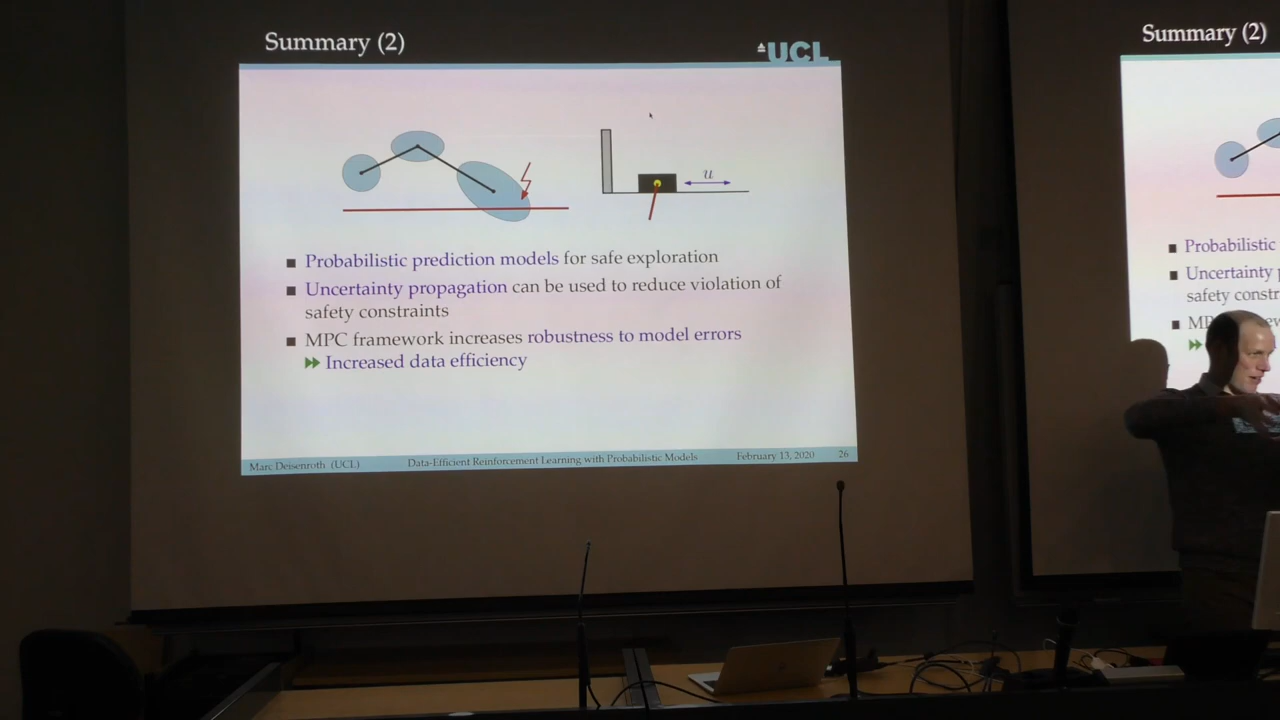 Summary (2)
UCL
u
Probabilistic prediction models for safe exploration
Uncertainty propagation can be used to reduce violation of
safety constraints
MPC framework increases robustness to model errors
Increased data efficiency
Marc Deisenroth (UCL) Data-Efficient Reinforcement Learning with Probabilistic Models February 13, 2020 26
Summary (2)
Probabilistic
Uncertainty
safety constr